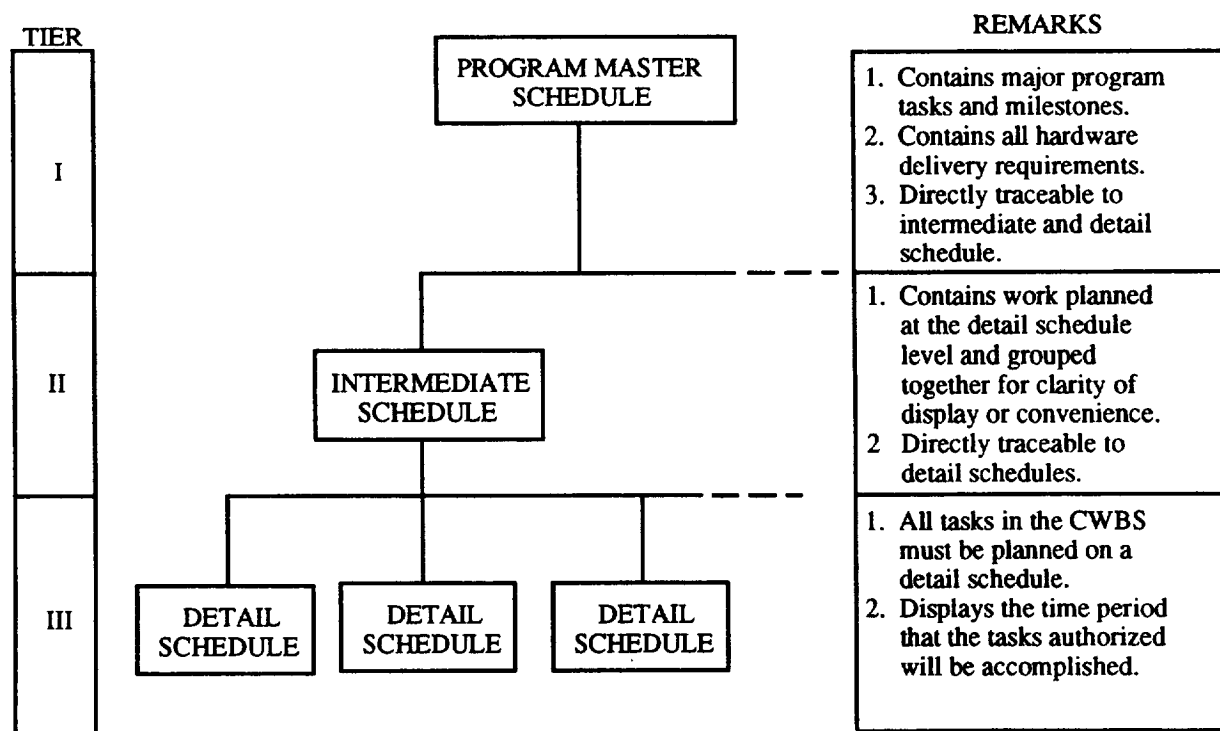 TIER
REMARKS
I
PROGRAM MASTER
SCHEDULE
1. Contains major program
tasks and milestones.
2. Contains all hardware
delivery requirements.
3. Directly traceable to
intermediate and detail
schedule.
II
INTERMEDIATE
SCHEDULE
1. Contains work planned
at the detail schedule
level and grouped
together for clarity of
display or convenience.
2 Directly traceable to
detail schedules.
III
DETAIL
SCHEDULE
DETAIL
SCHEDULE
DETAIL
SCHEDULE
1. All tasks in the CWBS
must be planned on a
detail schedule.
2. Displays the time period
that the tasks authorized
will be accomplished.